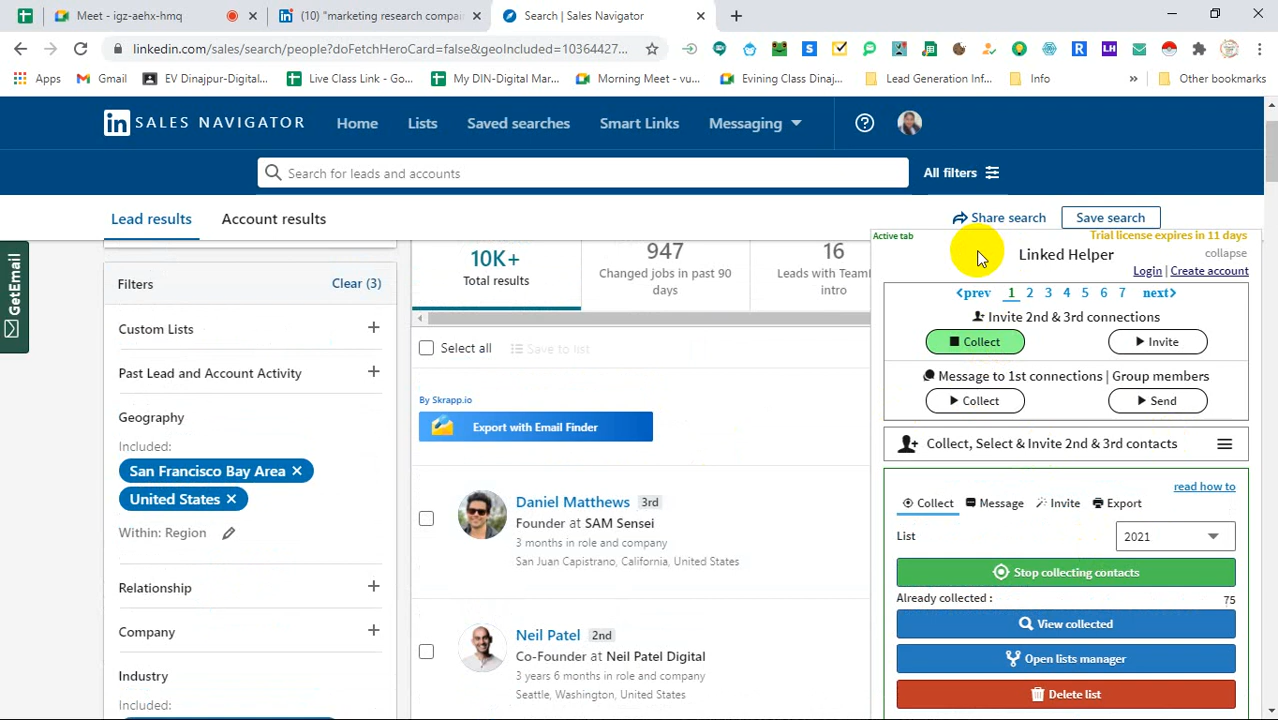 Meet - igz-aehx-hmq
(10) "marketing research compa
Search | Sales Navigator
linkedin.com/sales/search/people?doFetchHeroCard=false&geoIncluded=10364427...
Apps
Gmail
EV Dinajpur-Digital...
Live Class Link - Go...
My DIN-Digital Mar...
Morning Meet - vu...
Evining Class Dinaj...
Lead Generation Inf...
Info
»
Other bookmarks
in SALES NAVIGATOR
Home
Lists
Saved searches
Smart Links
Messaging
Search for leads and accounts
All filters
Lead results
Account results
Share search
Save search
GetEmail
Filters
Clear (3)
Custom Lists
Past Lead and Account Activity
Geography
Included:
San Francisco Bay Area
United States
Within: Region
Relationship
Company
Industry
Included:
10K+
Total results
947
Changed jobs in past 90
days
16
Leads with TeamL
intro
Select all
Save to list
By Skrapp.io
Export with Email Finder
Daniel Matthews 3rd
Founder at SAM Sensei
3 months in role and company
San Juan Capistrano, California, United States
Neil Patel 2nd
Co-Founder at Neil Patel Digital
3 years 6 months in role and company
Seattle, Washington, United States
Active tab
Trial license expires in 11 days
Linked Helper
collapse
Login | Create account
prev 1 2 3 4 5 6 7 next
Invite 2nd & 3rd connections
Collect
Invite
Message to 1st connections | Group members
Collect
Send
Collect, Select & Invite 2nd & 3rd contacts
read how to
Collect
Message
Invite
Export
List
2021
Stop collecting contacts
Already collected :
75
View collected
Open lists manager
Delete list